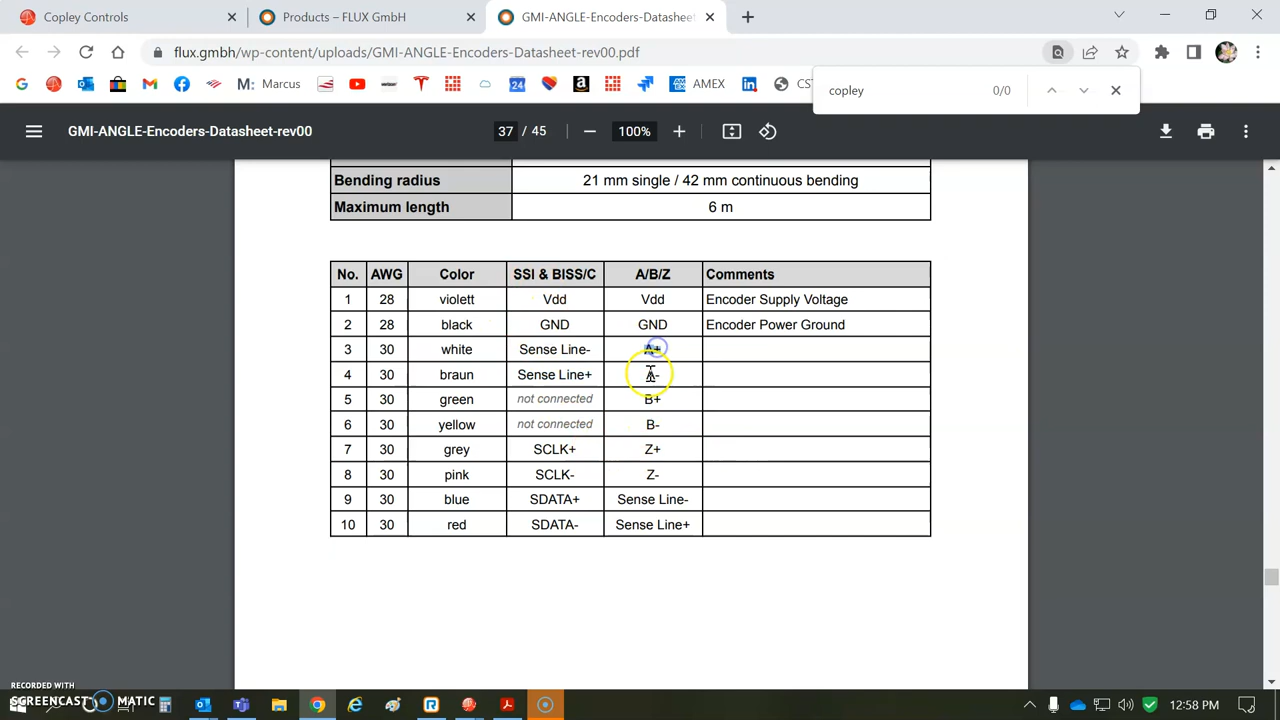 Copley Controls
Products – FLUX GmbH
GMI-ANGLE-Encoders-Datasheet
flux.gmbh/wp-content/uploads/GMI-ANGLE-Encoders-Datasheet-rev00.pdf
M: Marcus
24
AMEX
CS
copley
0/0
GMI-ANGLE-Encoders-Datasheet-rev00
37 / 45
100%
Bending radius 21 mm single / 42 mm continuous bending
Maximum length 6 m
No. AWG Color SSI & BISS/C A/B/Z Comments
1 28 violett Vdd Vdd Encoder Supply Voltage
2 28 black GND GND Encoder Power Ground
3 30 white Sense Line- A+
4 30 braun Sense Line+ A-
5 30 green not connected B+
6 30 yellow not connected B-
7 30 grey SCLK+ Z+
8 30 pink SCLK- Z-
9 30 blue SDATA+ Sense Line-
10 30 red SDATA- Sense Line+
RECORDED WITH
SCREENCAST MATIC
12:58 PM